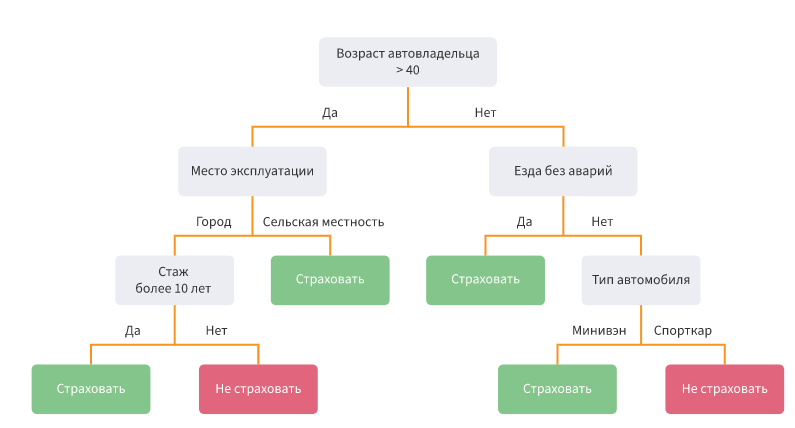 Возраст автовладельца
> 40
Да
Нет
Место эксплуатации
Езда без аварий
Город
Сельская местность
Да
Нет
Стаж
более 10 лет
Страховать
Страховать
Тип автомобиля
Да
Нет
Минивэн
Спорткар
Страховать
Не страховать
Страховать
Не страховать